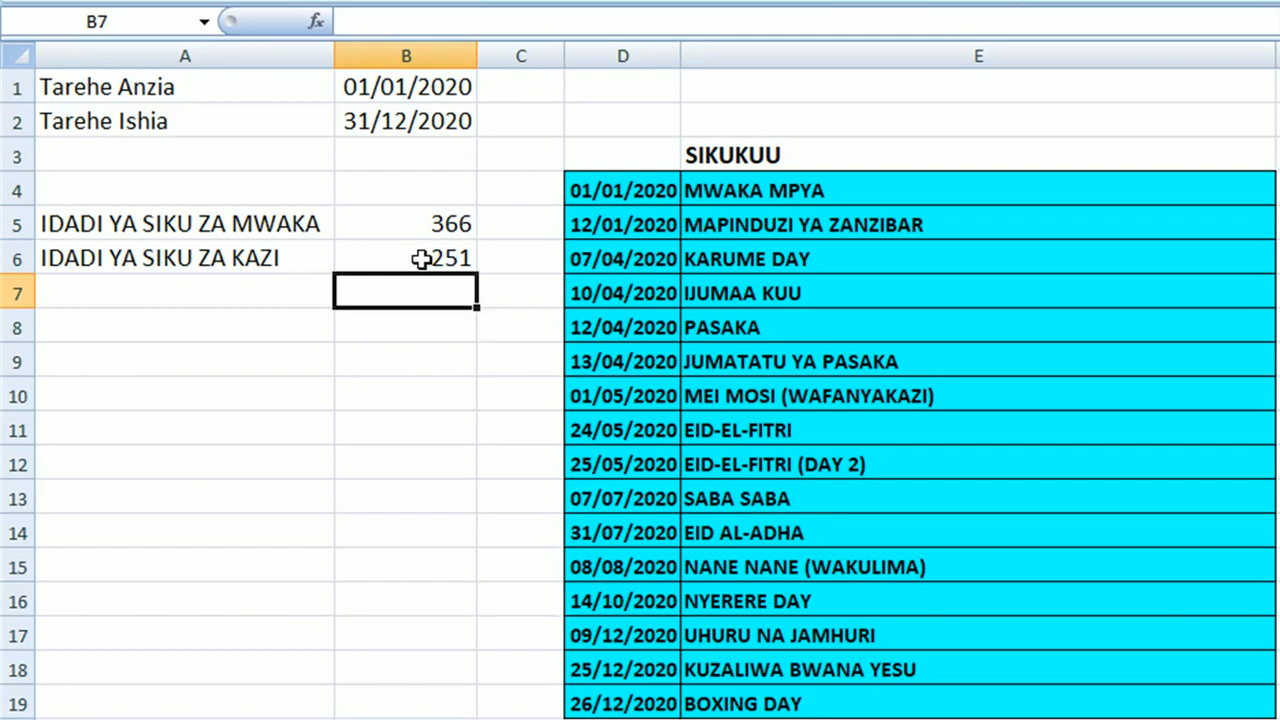 B7 fx
A B C D E
1 Tarehe Anzia 01/01/2020
2 Tarehe Ishia 31/12/2020
3 SIKUKUU
4 01/01/2020 MWAKA MPYA
5 IDADI YA SIKU ZA MWAKA 366 12/01/2020 MAPINDUZI YA ZANZIBAR
6 IDADI YA SIKU ZA KAZI 251 07/04/2020 KARUME DAY
7 10/04/2020 IJUMAA KUU
8 12/04/2020 PASAKA
9 13/04/2020 JUMATATU YA PASAKA
10 01/05/2020 MEI MOSI (WAFANYAKAZI)
11 24/05/2020 EID-EL-FITRI
12 25/05/2020 EID-EL-FITRI (DAY 2)
13 07/07/2020 SABA SABA
14 31/07/2020 EID AL-ADHA
15 08/08/2020 NANE NANE (WAKULIMA)
16 14/10/2020 NYERERE DAY
17 09/12/2020 UHURU NA JAMHURI
18 25/12/2020 KUZALIWA BWANA YESU
19 26/12/2020 BOXING DAY